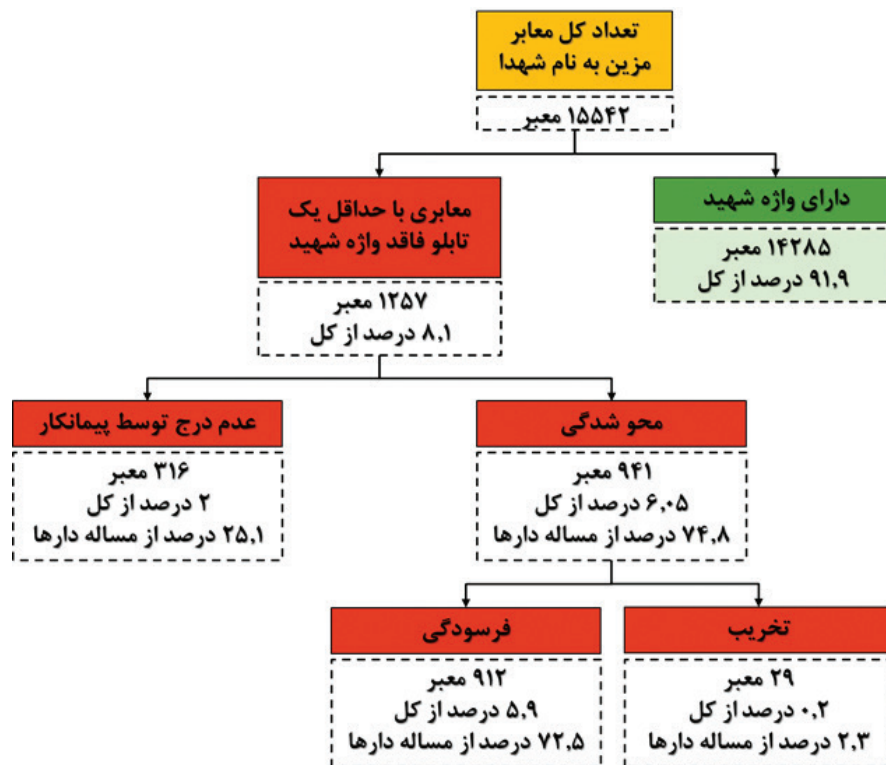 تعداد کل معابر
مزین به نام شهدا
۱۵۵۴۲ معبر
دارای واژه شهید
۱۴۲۸۵ معبر
۹۱,۹ درصد از کل
معابری با حداقل یک
تابلو فاقد واژه شهید
۱۲۵۷ معبر
۸,۱ درصد از کل
محو شدگی
۹۴۱ معبر
۶,۰۵ درصد از کل
۷۴,۸ درصد از مساله دارها
عدم درج توسط پیمانکار
۳۱۶ معبر
۲ درصد از کل
۲۵,۱ درصد از مساله دارها
تخریب
۲۹ معبر
۰,۲ درصد از کل
۲,۳ درصد از مساله دارها
فرسودگی
۹۱۲ معبر
۵,۹ درصد از کل
۷۲,۵ درصد از مساله دارها